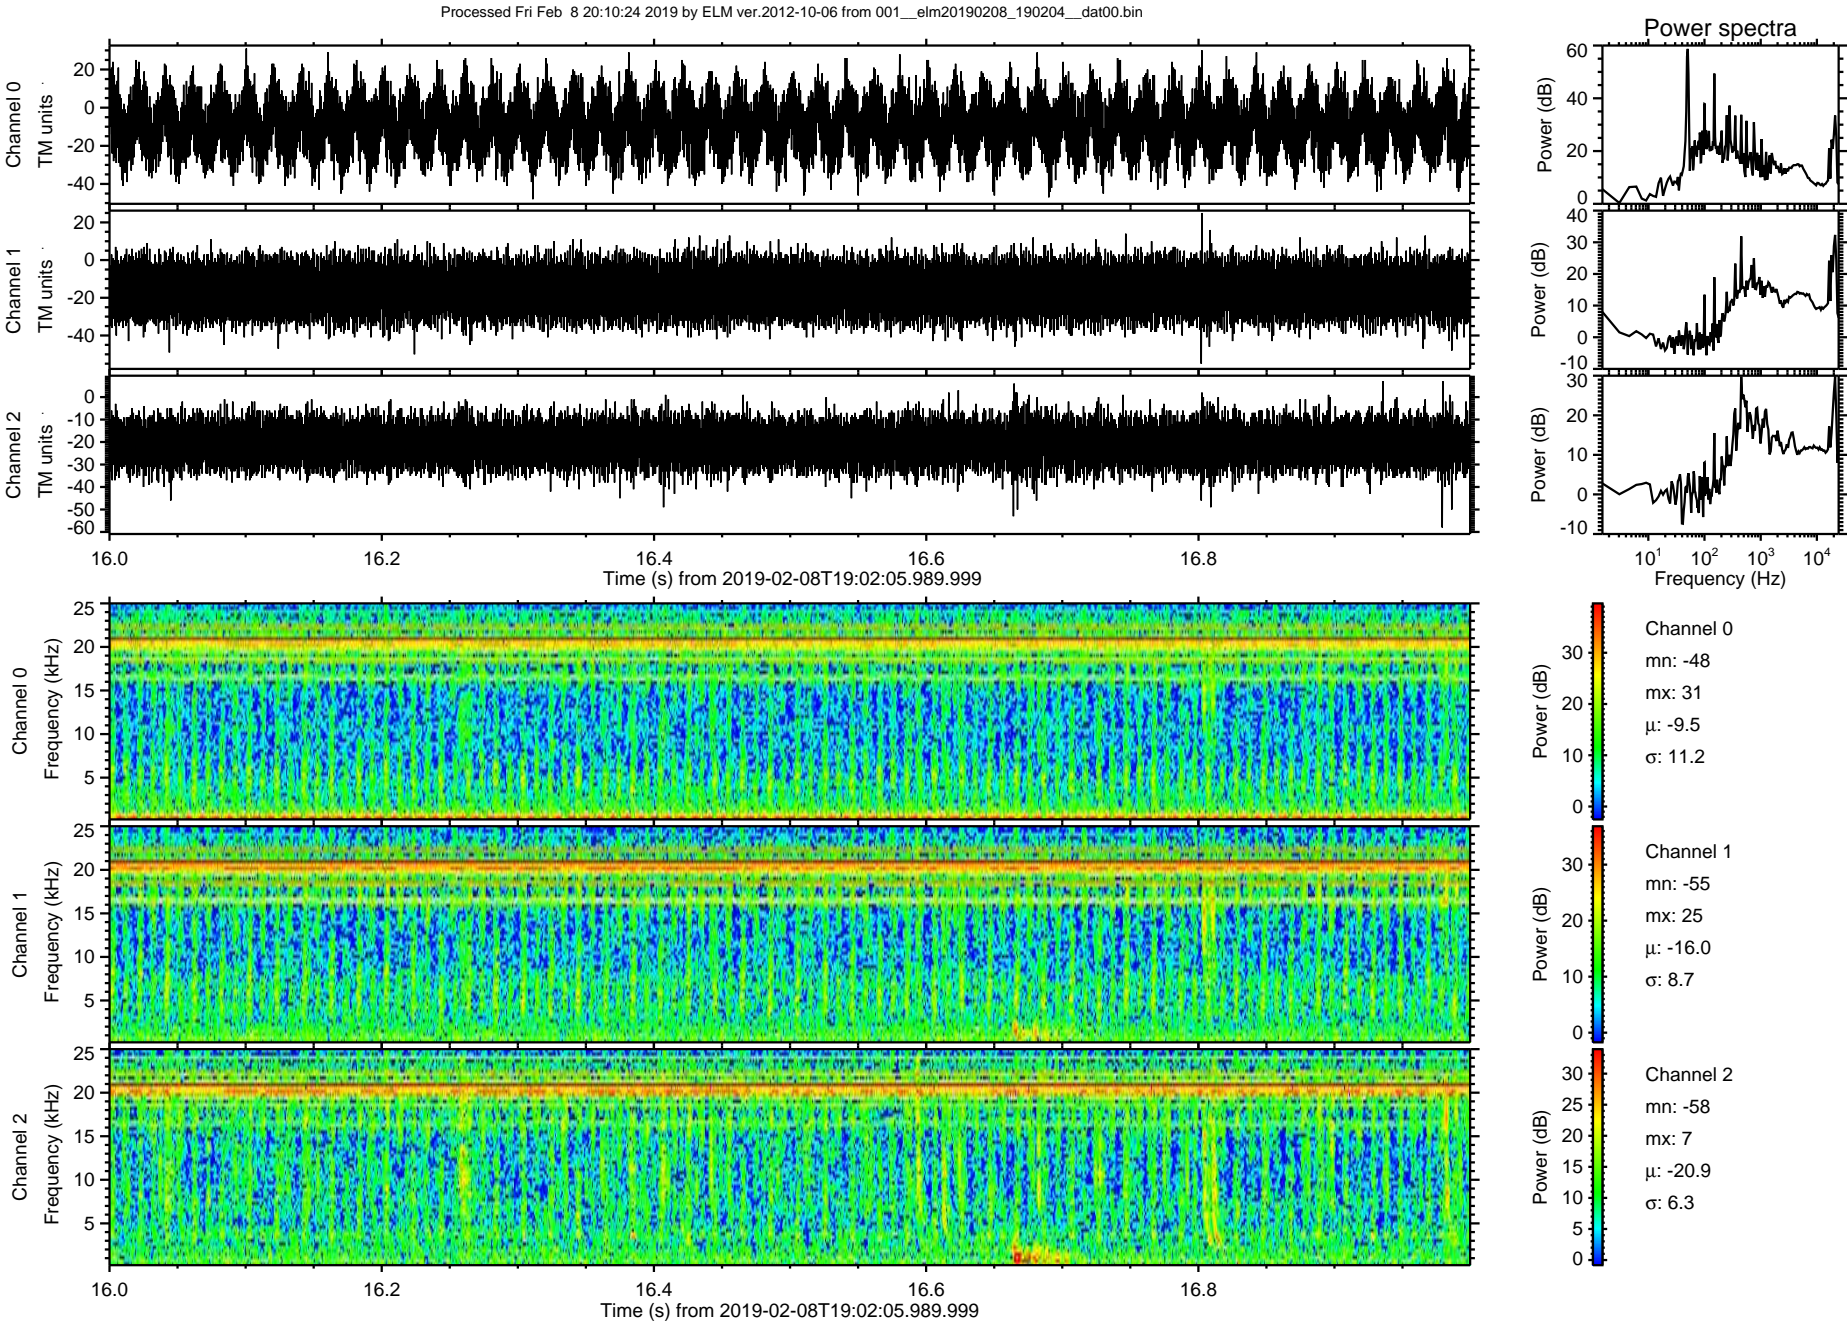 Processed Fri Feb  8 20:10:24 2019 by ELM ver.2012-10-06 from 001__elm20190208_190204__dat00.bin
Power spectra
Channel 0
TM units
20
0
-20
-40
Power (dB)
60
40
20
0
Channel 1
TM units
20
0
-20
-40
Power (dB)
40
30
20
10
0
-10
Channel 2
TM units
0
-10
-20
-30
-40
-50
-60
Power (dB)
30
20
10
0
-10
16.0 16.2 16.4 16.6 16.8
Time (s) from 2019-02-08T19:02:05.989.999
10^1 10^2 10^3 10^4
Frequency (Hz)
Channel 0
Frequency (kHz)
25
20
15
10
5
Power (dB)
30
20
10
0
Channel 0
mn: -48
mx: 31
μ: -9.5
σ: 11.2
Channel 1
Frequency (kHz)
25
20
15
10
5
Power (dB)
30
20
10
0
Channel 1
mn: -55
mx: 25
μ: -16.0
σ: 8.7
Channel 2
Frequency (kHz)
25
20
15
10
5
Power (dB)
30
25
20
15
10
5
0
Channel 2
mn: -58
mx: 7
μ: -20.9
σ: 6.3
16.0 16.2 16.4 16.6 16.8
Time (s) from 2019-02-08T19:02:05.989.999